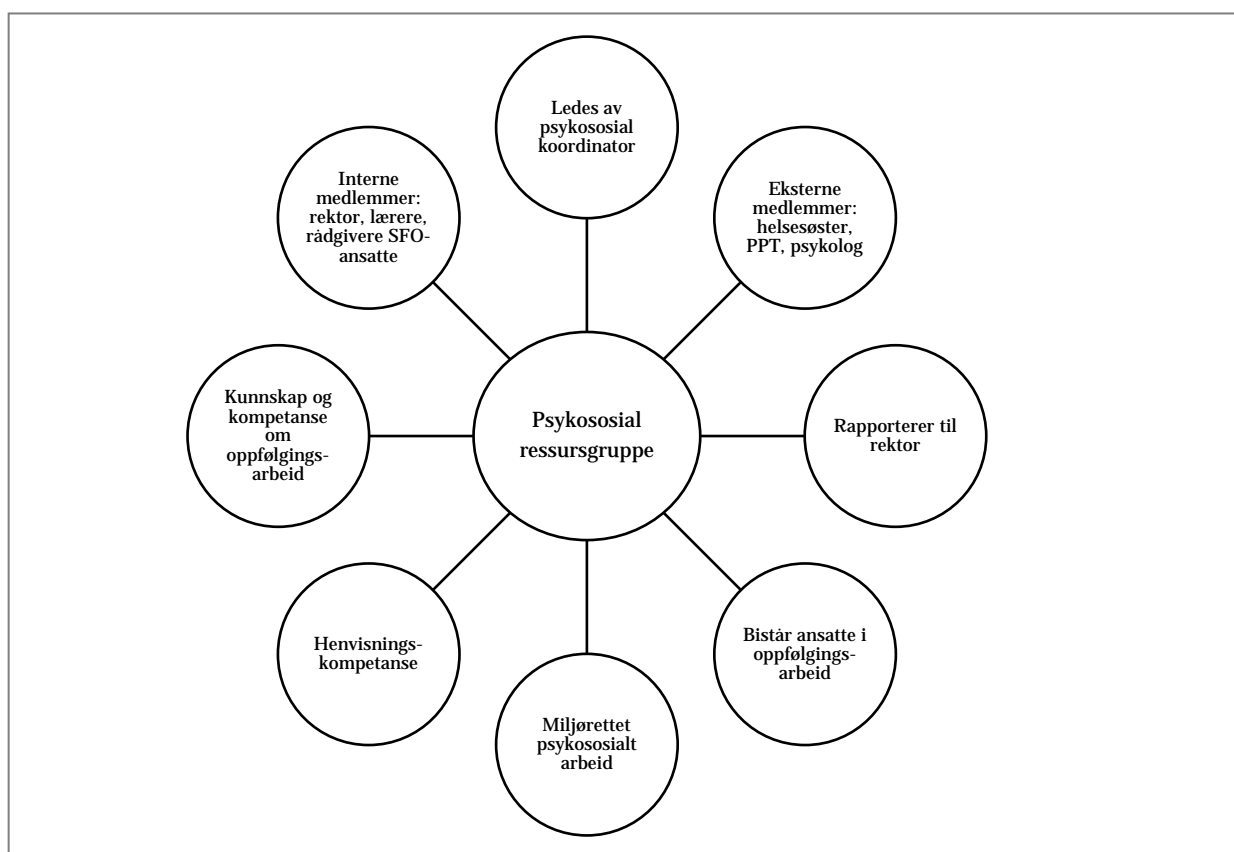 Ledes av
psykososial
koordinator
Eksterne
medlemmer:
helsesøster,
PPT, psykolog
Rapporterer til
rektor
Bistår ansatte i
oppfølgings-
arbeid
Miljørettet
psykososialt
arbeid
Henvisnings-
kompetanse
Kunnskap og
kompetanse
om
oppfølgings-
arbeid
Interne
medlemmer:
rektor, lærere,
rådgivere SFO-
ansatte
Psykososial
ressursgruppe